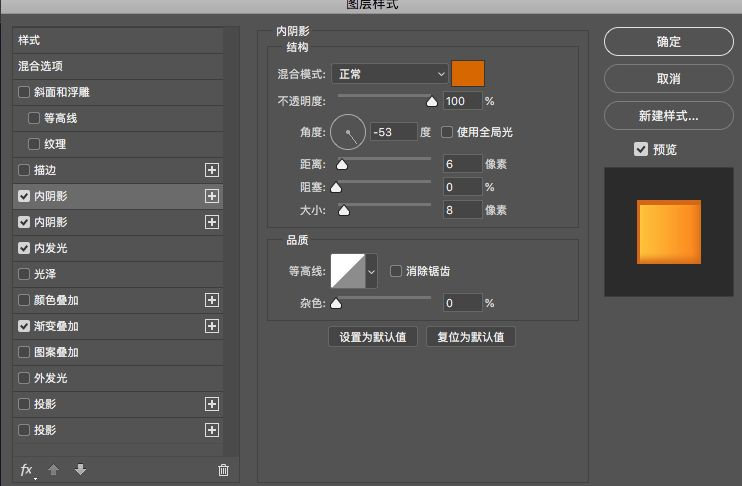 图层样式
样式
混合选项
斜面和浮雕
等高线
纹理
描边
内阴影
内阴影
内发光
光泽
颜色叠加
渐变叠加
图案叠加
外发光
投影
投影
fx
内阴影
结构
混合模式: 正常
不透明度: 100 %
角度: -53 度 使用全局光
距离: 6 像素
阻塞: 0 %
大小: 8 像素
品质
等高线: 消除锯齿
杂色: 0 %
设置为默认值 复位为默认值
确定
取消
新建样式...
预览